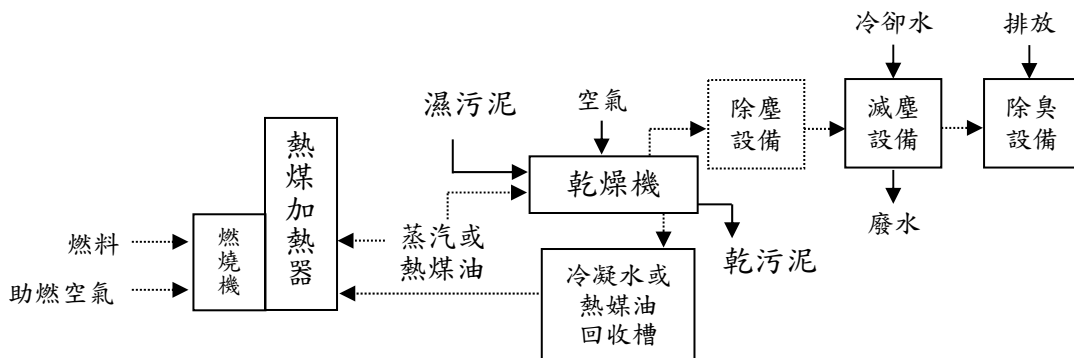 冷卻水
排放
濕污泥
空氣
除塵
設備
減塵
設備
除臭
設備
熱
煤
加
熱
器
乾燥機
廢水
燃料
燃
燒
機
蒸汽或
熱煤油
乾污泥
助燃空氣
冷凝水或
熱媒油
回收槽